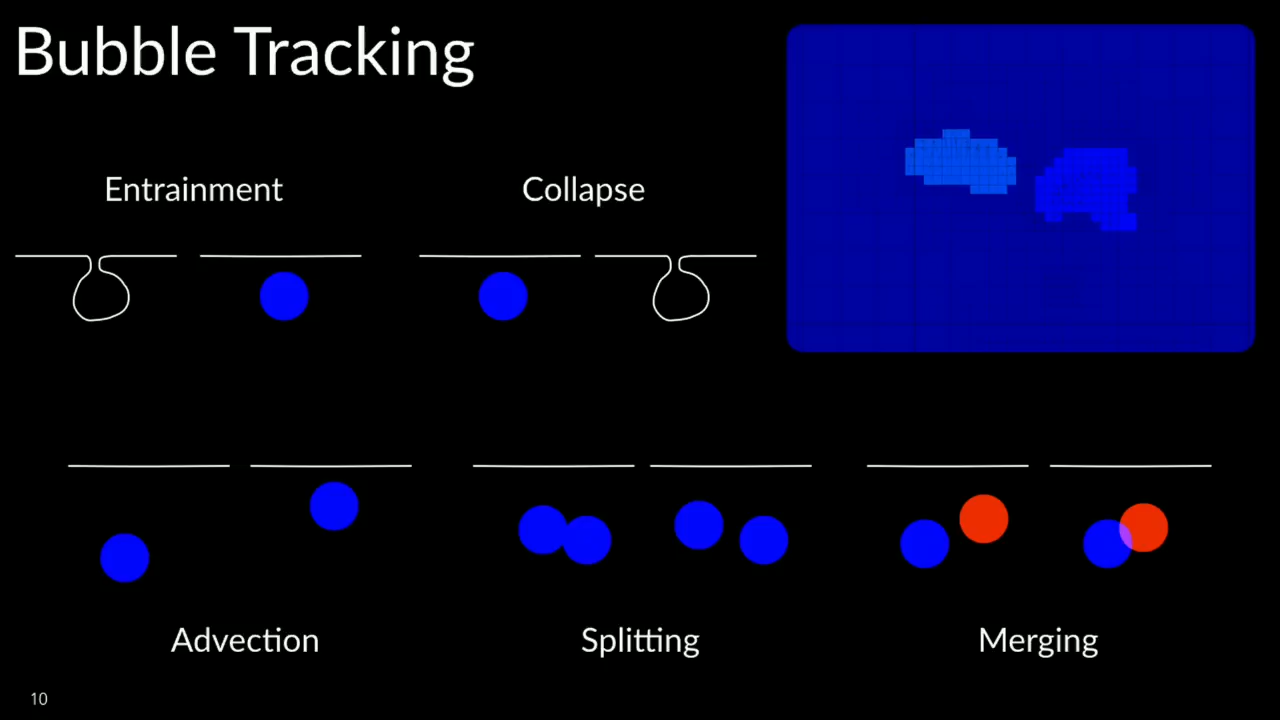 Bubble Tracking
Entrainment
Collapse
Advection
Splitting
Merging
10